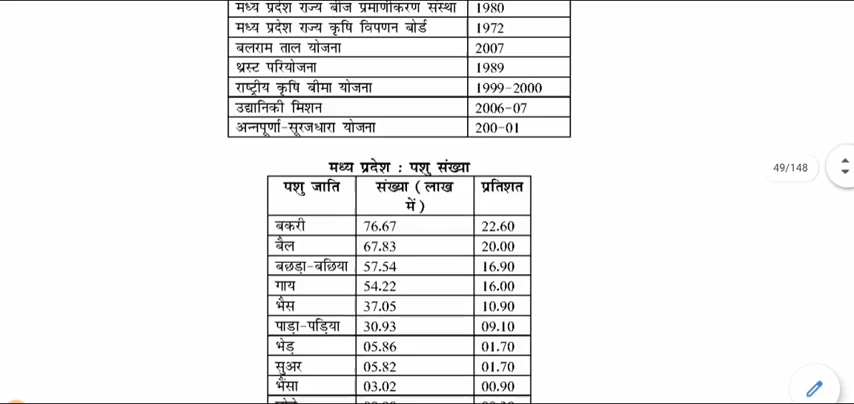 मध्य प्रदेश राज्य बीज प्रमाणीकरण संस्था 1980
मध्य प्रदेश राज्य कृषि विपणन बोर्ड 1972
बलराम ताल योजना 2007
थ्रस्ट परियोजना 1989
राष्ट्रीय कृषि बीमा योजना 1999-2000
उद्यानिकी मिशन 2006-07
अन्नपूर्णा-सूरजधारा योजना 200-01
मध्य प्रदेश : पशु संख्या
49/148
पशु जाति संख्या (लाख में) प्रतिशत
बकरी 76.67 22.60
बैल 67.83 20.00
बछड़ा-बछिया 57.54 16.90
गाय 54.22 16.00
भैस 37.05 10.90
पाड़ा-पड़िया 30.93 09.10
भेड़ 05.86 01.70
सुअर 05.82 01.70
भैंसा 03.02 00.90